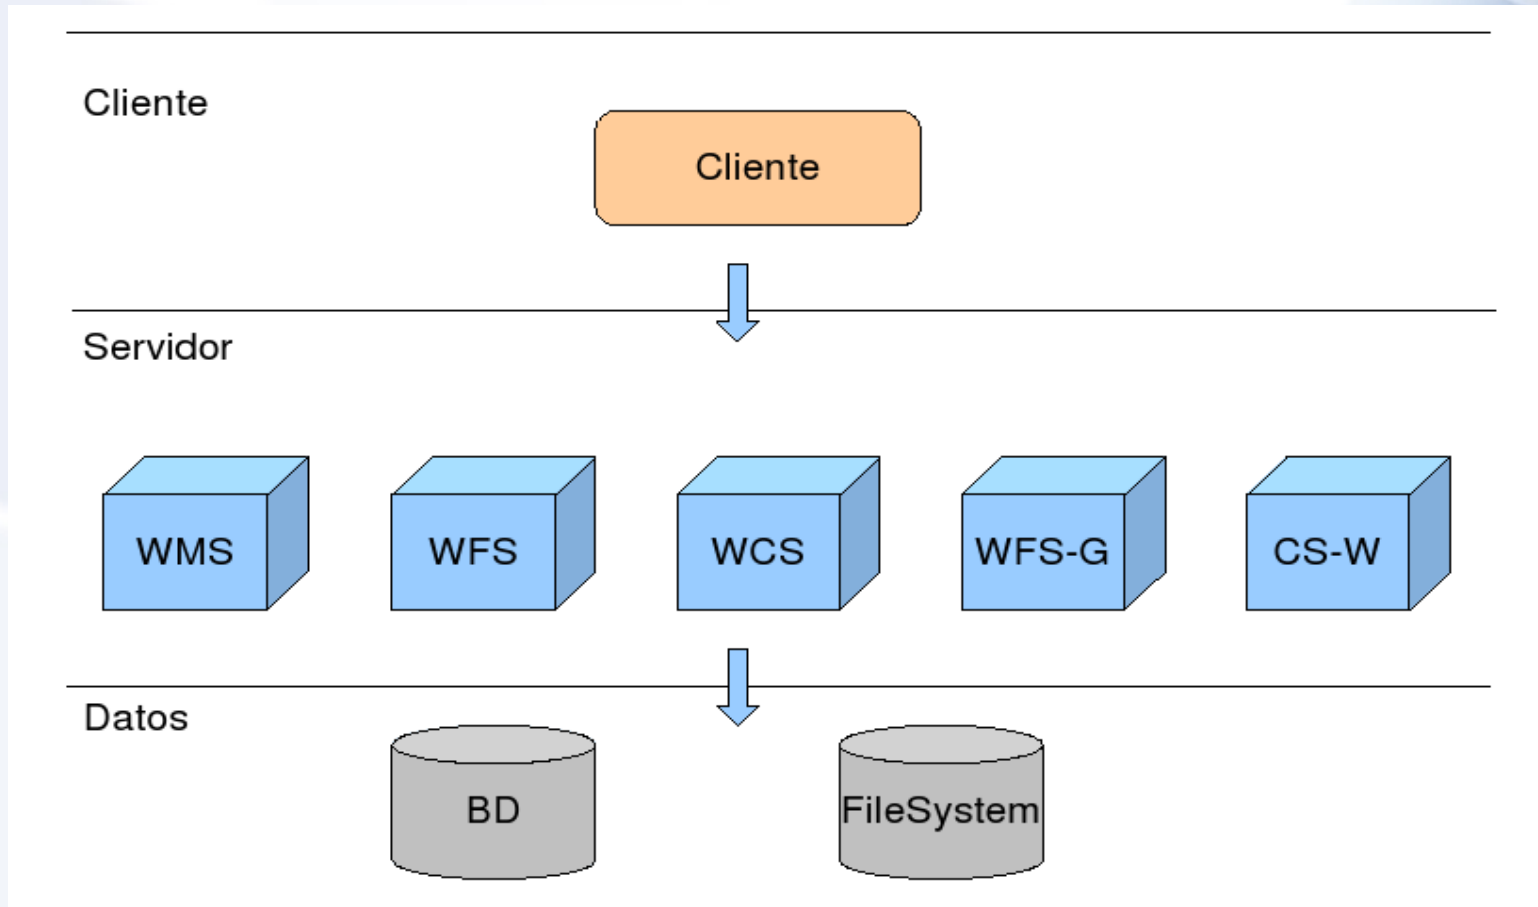 Cliente
Cliente
Servidor
WMS
WFS
WCS
WFS-G
CS-W
Datos
BD
FileSystem